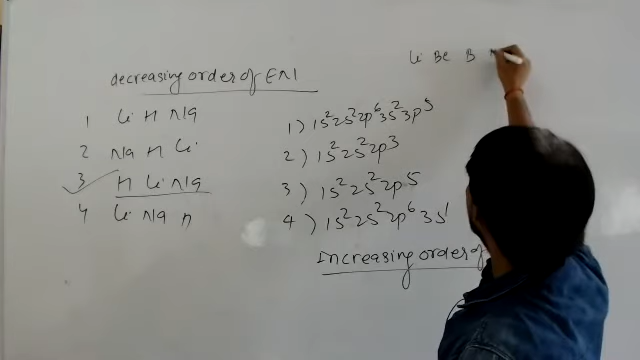 Li Be B
decreasing order of EN1
1 Li H Na
2 Na H Li
3 H Li Na
4 Li Na H
1) 1s² 2s² 2p⁶ 3s² 3p⁵
2) 1s² 2s² 2p³
3) 1s² 2s² 2p⁵
4) 1s² 2s² 2p⁶ 3s¹
Increasing order of